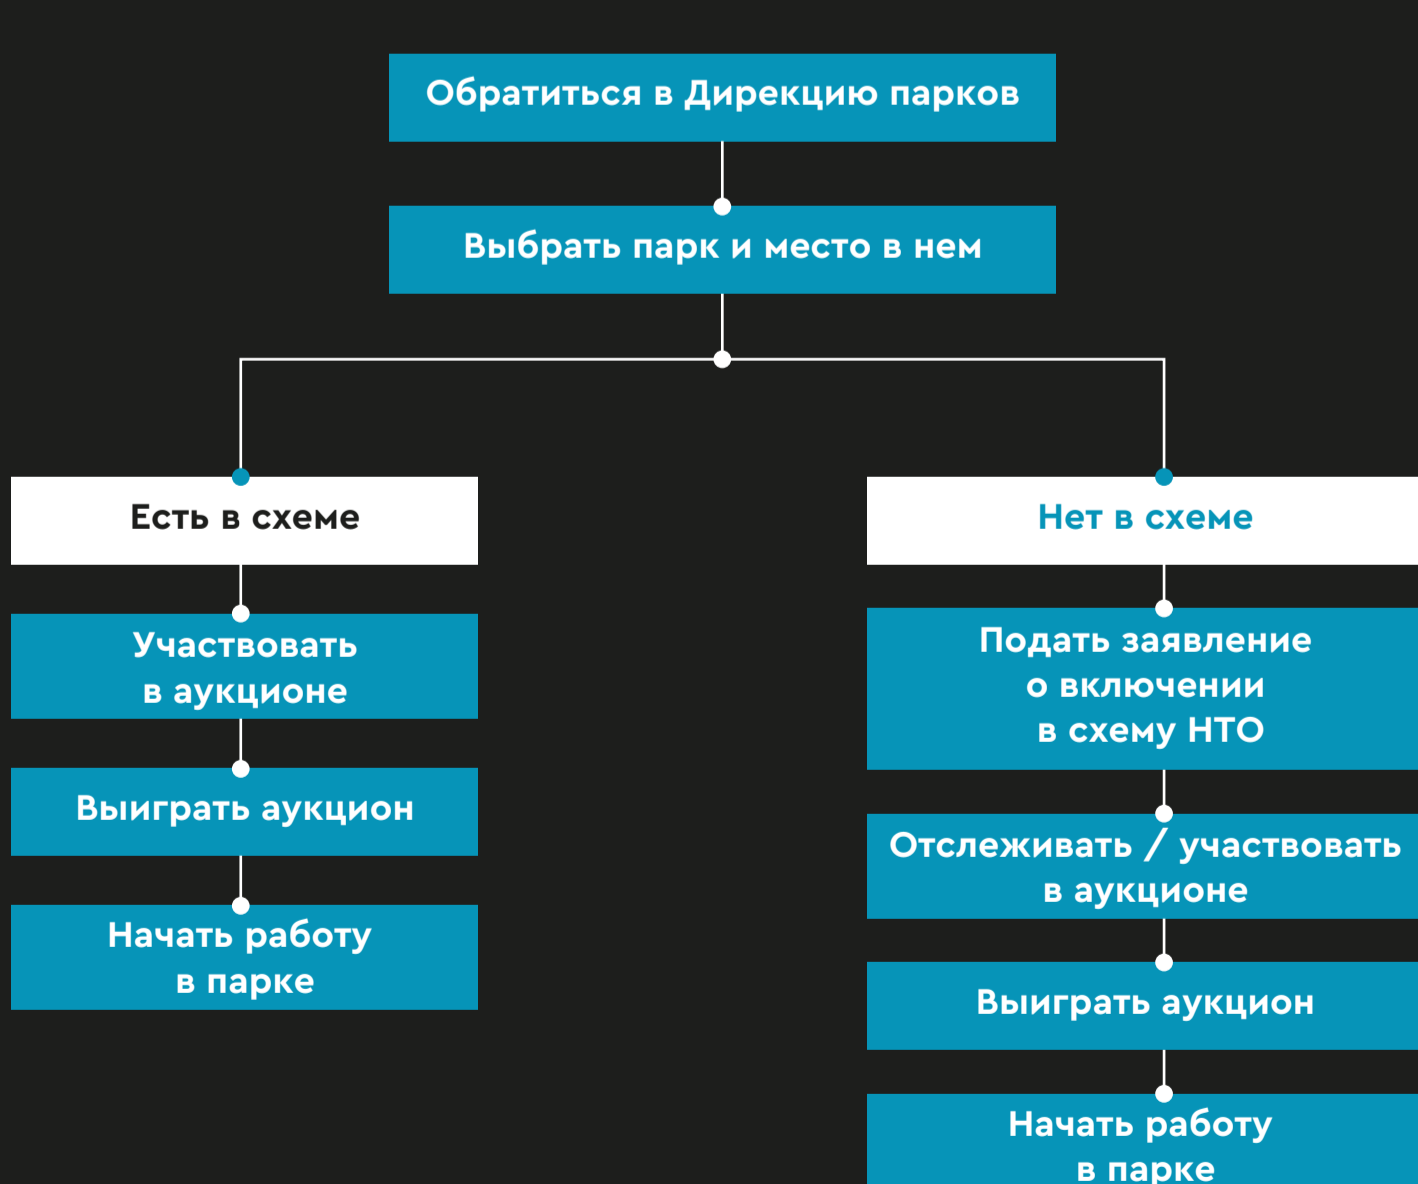 Обратиться в Дирекцию парков
Выбрать парк и место в нем
Есть в схеме
Участвовать
в аукционе
Выиграть аукцион
Начать работу
в парке
Нет в схеме
Подать заявление
о включении
в схему НТО
Отслеживать / участвовать
в аукционе
Выиграть аукцион
Начать работу
в парке